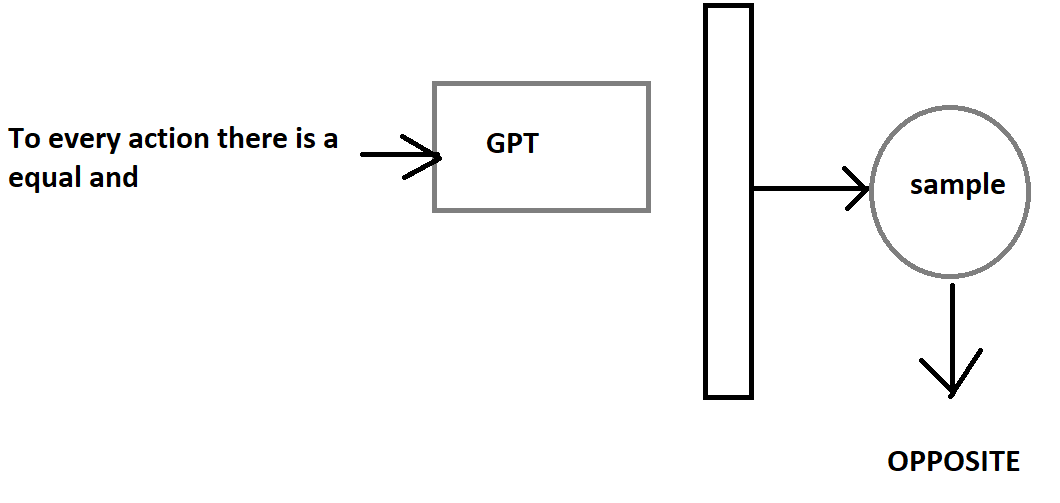 To every action there is a
equal and
GPT
sample
OPPOSITE